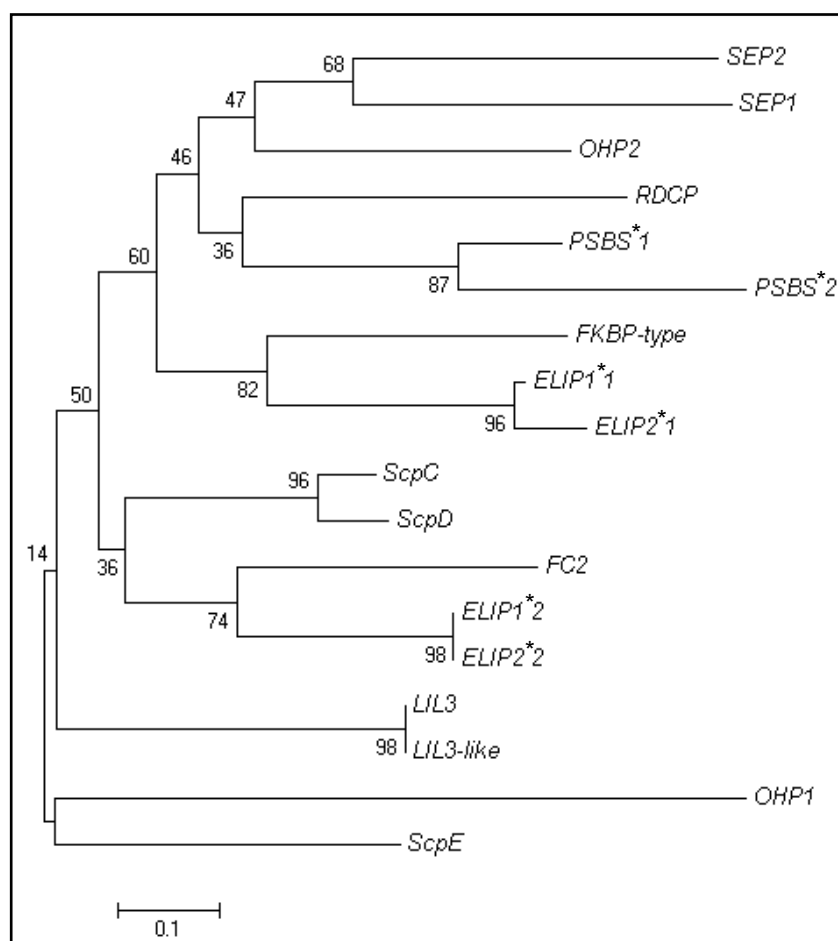 SEP2
68
SEP1
47
OHP2
46
RDCP
36
PSBS*1
60
87
PSBS*2
FKBP-type
82
ELIP1*1
50
96
ELIP2*1
96
ScpC
ScpD
14
36
FC2
74
ELIP1*2
98
ELIP2*2
LIL3
98
LIL3-like
OHP1
ScpE
0.1